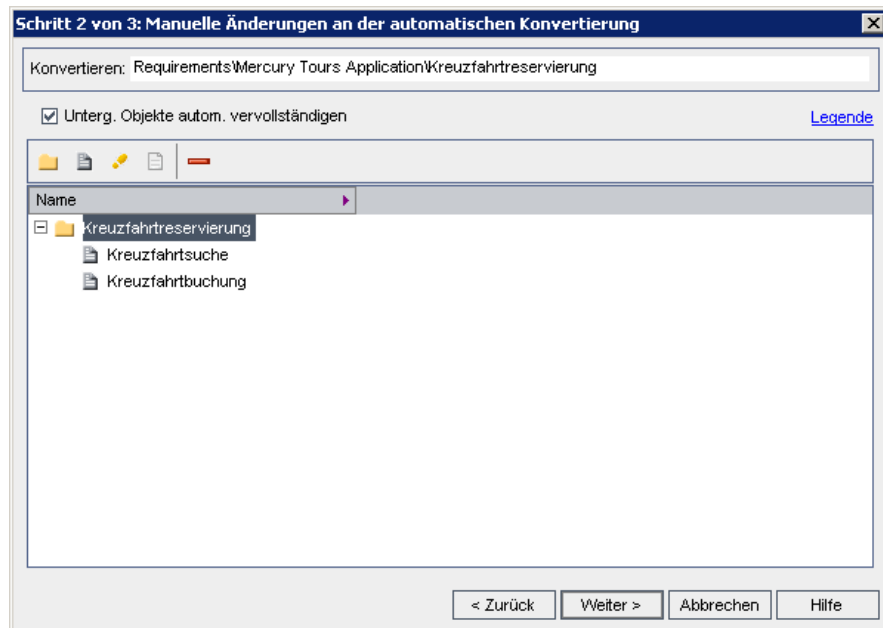 Schritt 2 von 3: Manuelle Änderungen an der automatischen Konvertierung
Konvertieren: Requirements\Mercury Tours Application\Kreuzfahrtreservierung
Unterg. Objekte autom. vervollständigen
Legende
Name
Kreuzfahrtreservierung
Kreuzfahrtsuche
Kreuzfahrtbuchung
< Zurück Weiter > Abbrechen Hilfe